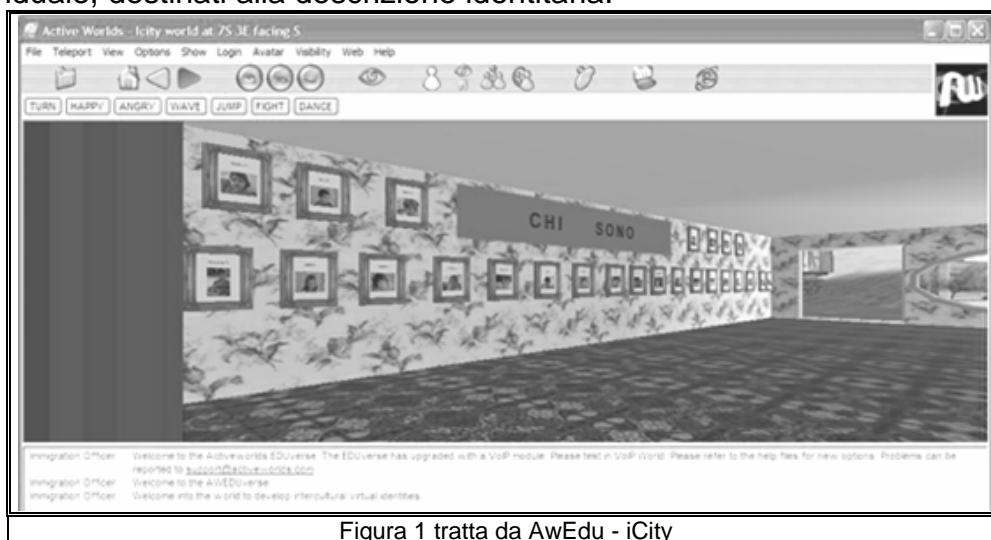 iduale, destinati alla descrizione identitaria.
Active Worlds - Icity world at 7S 3E facing S
File Teleport View Options Show Login Avatar Visibility Web Help
TURN HAPPY ANGRY WAVE JUMP FIGHT DANCE
CHI SONO
Immigration Officer Welcome to the Activeworlds EDUverse. The EDUverse has upgraded with a VoIP module. Please test in VoIP World. Please refer to the help files for new options. Problems can be
reported to support@activeworlds.com
Immigration Officer Welcome to the AWEDUverse
Immigration Officer Welcome into the world to develop intercultural virtual identities
Figura 1 tratta da AwEdu - iCity